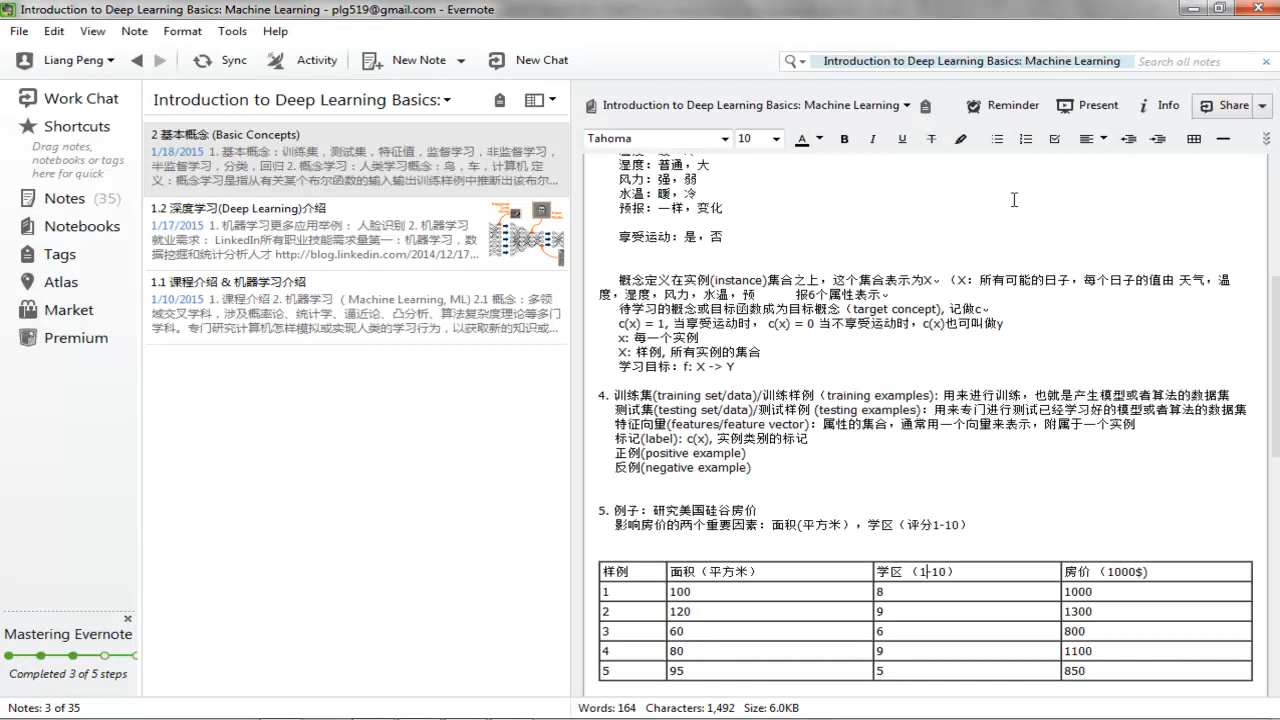 Introduction to Deep Learning Basics: Machine Learning - plg519@gmail.com - Evernote
File Edit View Note Format Tools Help
Liang Peng Sync Activity New Note New Chat
Introduction to Deep Learning Basics: Machine Learning Search all notes
Work Chat
Shortcuts
Drag notes,
notebooks or tags
here for quick
Notes (35)
Notebooks
Tags
Atlas
Market
Premium
Mastering Evernote
Completed 3 of 5 steps
Introduction to Deep Learning Basics:
2 基本概念 (Basic Concepts)
1/18/2015 1. 基本概念：训练集，测试集，特征值，监督学习，非监督学习，
半监督学习，分类，回归 2. 概念学习：人类学习概念：鸟，车，计算机 定
义：概念学习是指从有关某个布尔函数的输入输出训练样例中推断出该布尔...
1.2 深度学习(Deep Learning)介绍
1/17/2015 1. 机器学习更多应用举例： 人脸识别 2. 机器学习
就业需求： LinkedIn所有职业技能需求量第一：机器学习，数
据挖掘和统计分析人才 http://blog.linkedin.com/2014/12/17...
1.1 课程介绍 & 机器学习介绍
1/10/2015 1. 课程介绍 2. 机器学习 （ Machine Learning, ML) 2.1 概念：多领
域交叉学科，涉及概率论、统计学、逼近论、凸分析、算法复杂度理论等多门
学科。专门研究计算机怎样模拟或实现人类的学习行为，以获取新的知识或...
Introduction to Deep Learning Basics: Machine Learning Reminder Present Info Share
Tahoma 10 A B I U T
湿度：普通，大
风力：强，弱
水温：暖，冷
预报：一样，变化
享受运动：是，否
概念定义在实例(instance)集合之上，这个集合表示为X。（X：所有可能的日子，每个日子的值由 天气，温
度，湿度，风力，水温，预 报6个属性表示。
待学习的概念或目标函数成为目标概念（target concept), 记做c。
c(x) = 1, 当享受运动时， c(x) = 0 当不享受运动时，c(x)也可叫做y
x: 每一个实例
X: 样例, 所有实例的集合
学习目标：f: X -> Y
4. 训练集(training set/data)/训练样例（training examples): 用来进行训练，也就是产生模型或者算法的数据集
测试集(testing set/data)/测试样例 (testing examples)：用来专门进行测试已经学习好的模型或者算法的数据集
特征向量(features/feature vector)：属性的集合，通常用一个向量来表示，附属于一个实例
标记(label): c(x), 实例类别的标记
正例(positive example)
反例(negative example)
5. 例子：研究美国硅谷房价
影响房价的两个重要因素：面积(平方米），学区（评分1-10）
样例 面积（平方米） 学区 （1-10） 房价 （1000$)
1 100 8 1000
2 120 9 1300
3 60 6 800
4 80 9 1100
5 95 5 850
Notes: 3 of 35 Words: 164 Characters: 1,492 Size: 6.0KB